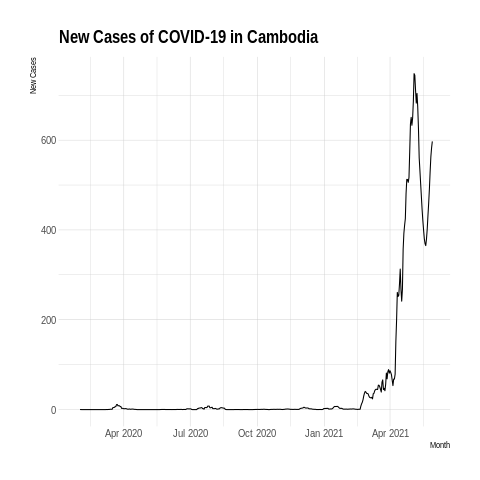 New Cases of COVID-19 in Cambodia
New Cases
600
400
200
0
Apr 2020 Jul 2020 Oct 2020 Jan 2021 Apr 2021
Month